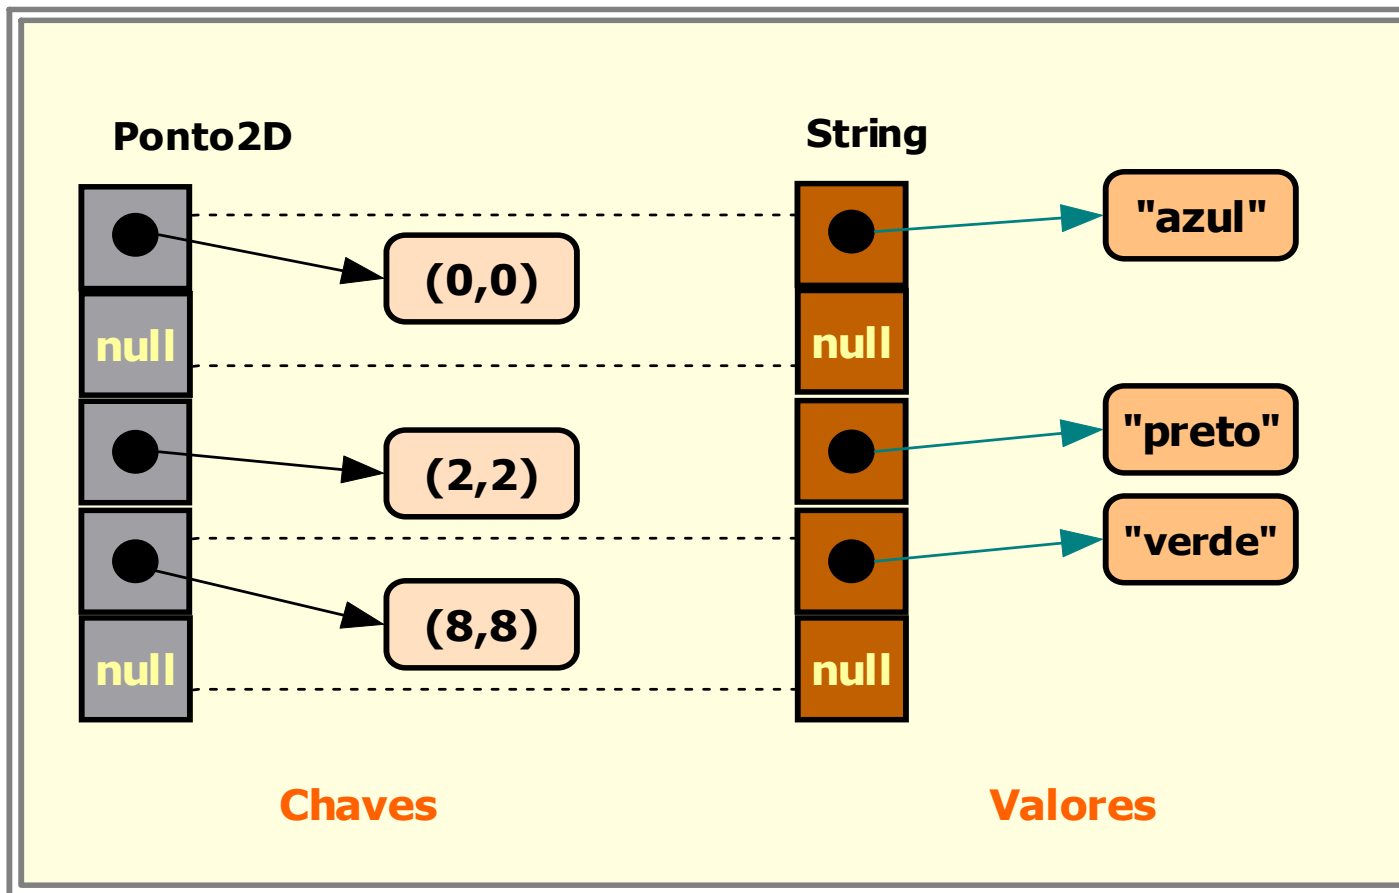 Ponto2D
String
"azul"
(0,0)
null
null
"preto"
(2,2)
"verde"
(8,8)
null
null
Chaves
Valores